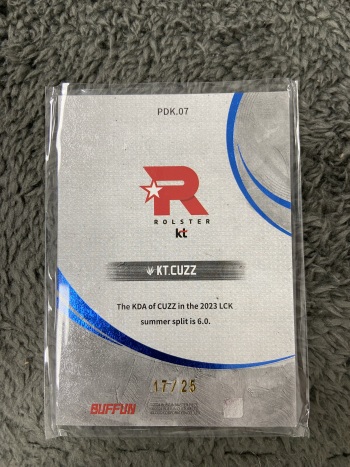 PDK.07
R
ROLSTER
kt
KT.CUZZ
The KDA of CUZZ in the 2023 LCK
summer split is 6.0.
17/25
BUFFUN